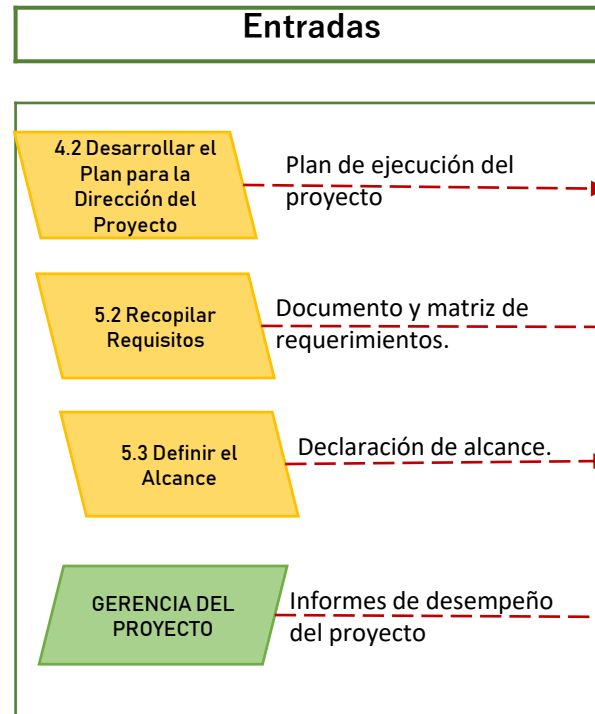 Entradas
4.2 Desarrollar el
Plan para la
Dirección del
Proyecto
Plan de ejecución del
proyecto
5.2 Recopilar
Requisitos
Documento y matriz de
requerimientos.
5.3 Definir el
Alcance
Declaración de alcance.
GERENCIA DEL
PROYECTO
Informes de desempeño
del proyecto